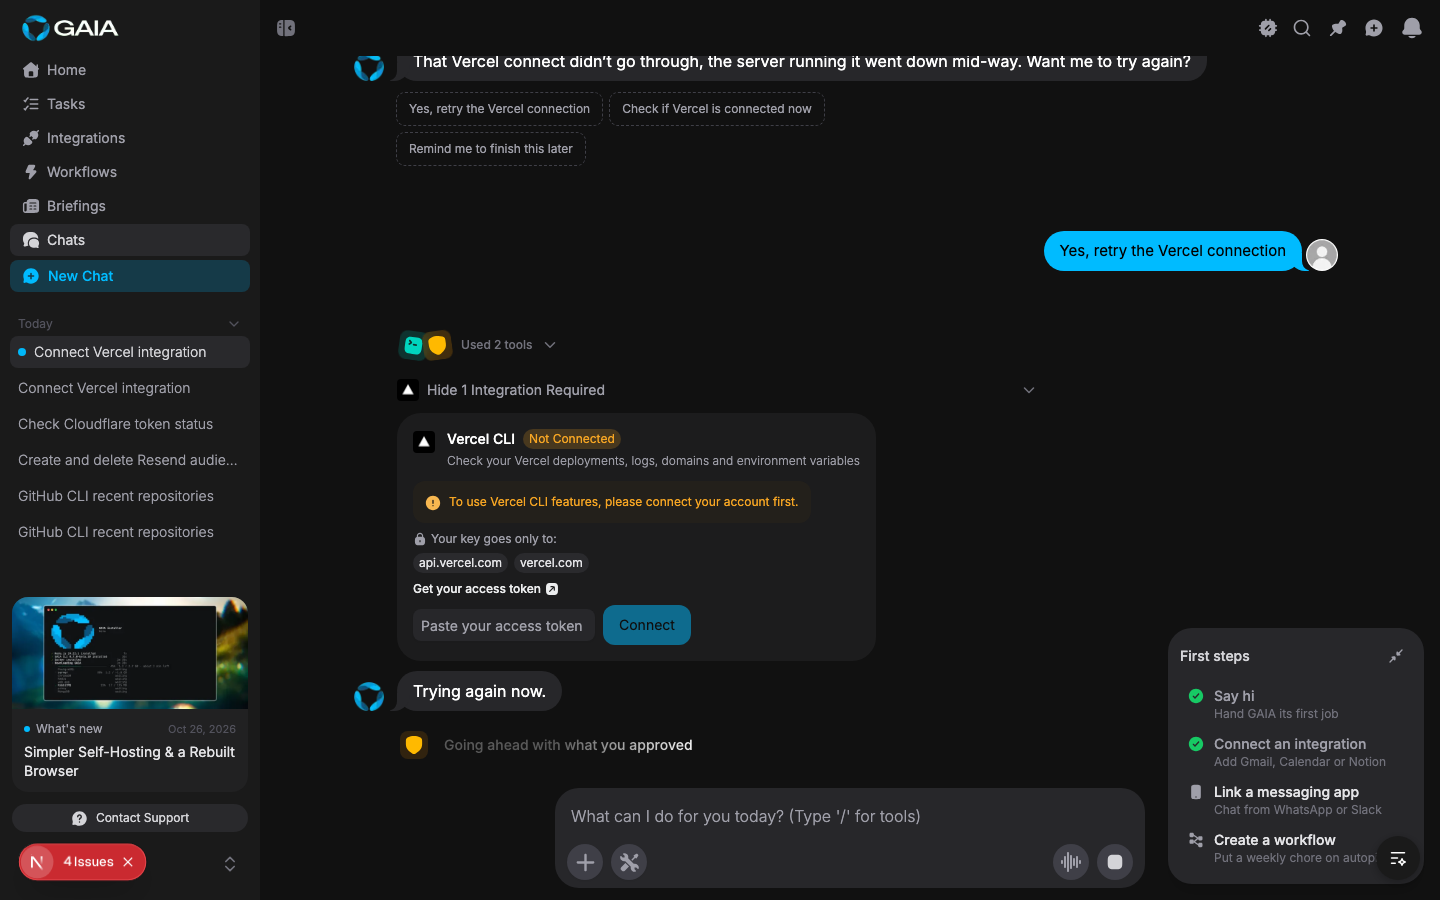 GAIA
Home
Tasks
Integrations
Workflows
Briefings
Chats
New Chat
Today
Connect Vercel integration
Connect Vercel integration
Check Cloudflare token status
Create and delete Resend audie...
GitHub CLI recent repositories
GitHub CLI recent repositories
What's new
Oct 26, 2026
Simpler Self-Hosting & a Rebuilt
Browser
Contact Support
N
4 Issues
That Vercel connect didn't go through, the server running it went down mid-way. Want me to try again?
Yes, retry the Vercel connection
Check if Vercel is connected now
Remind me to finish this later
Yes, retry the Vercel connection
Used 2 tools
Hide 1 Integration Required
Vercel CLI
Not Connected
Check your Vercel deployments, logs, domains and environment variables
To use Vercel CLI features, please connect your account first.
Your key goes only to:
api.vercel.com
vercel.com
Get your access token
Paste your access token
Connect
Trying again now.
Going ahead with what you approved
What can I do for you today? (Type '/' for tools)
First steps
Say hi
Hand GAIA its first job
Connect an integration
Add Gmail, Calendar or Notion
Link a messaging app
Chat from WhatsApp or Slack
Create a workflow
Put a weekly chore on autop